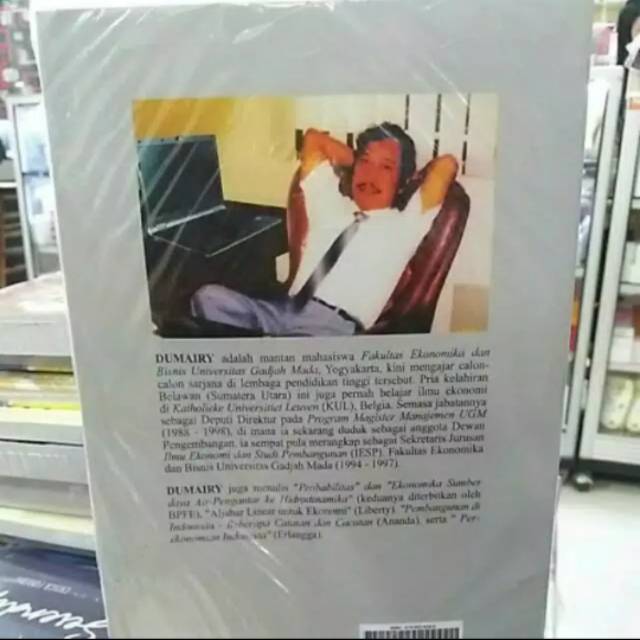 DUMAIRY adalah mantan mahasiswa Fakultas Ekonomika dan
Bisnis Universitas Gadjah Mada, Yogyakarta, kini mengajar calon-
calon sarjana di lembaga pendidikan tinggi tersebut. Pria kelahiran
Belawan (Sumatera Utara) ini juga pernah belajar ilmu ekonomi
di Katholieke Universitiet Leuven (KUL), Belgia. Semasa jabatannya
sebagai Deputi Direktur pada Program Magister Manajemen UGM
(1988 - 1998), di mana ia sekarang duduk sebagai anggota Dewan
Pengembangan, ia sempat pula merangkap sebagai Sekretaris Jurusan
Ilmu Ekonomi dan Studi Pembangunan (IESP), Fakultas Ekonomika
dan Bisnis Universitas Gadjah Mada (1994 - 1997).
DUMAIRY juga menulis "Probabilitas" dan "Ekonomika Sumber
daya Air-Pengantar ke Hidrodinamika" (keduanya diterbitkan oleh
BPFE), "Aljabar Linear untuk Ekonomi" (Liberty), "Pembangunan di
Indonesia - Beberapa Catatan dan Cacatan (Ananda), serta " Per-
ekonomian Indonesia" (Erlangga).